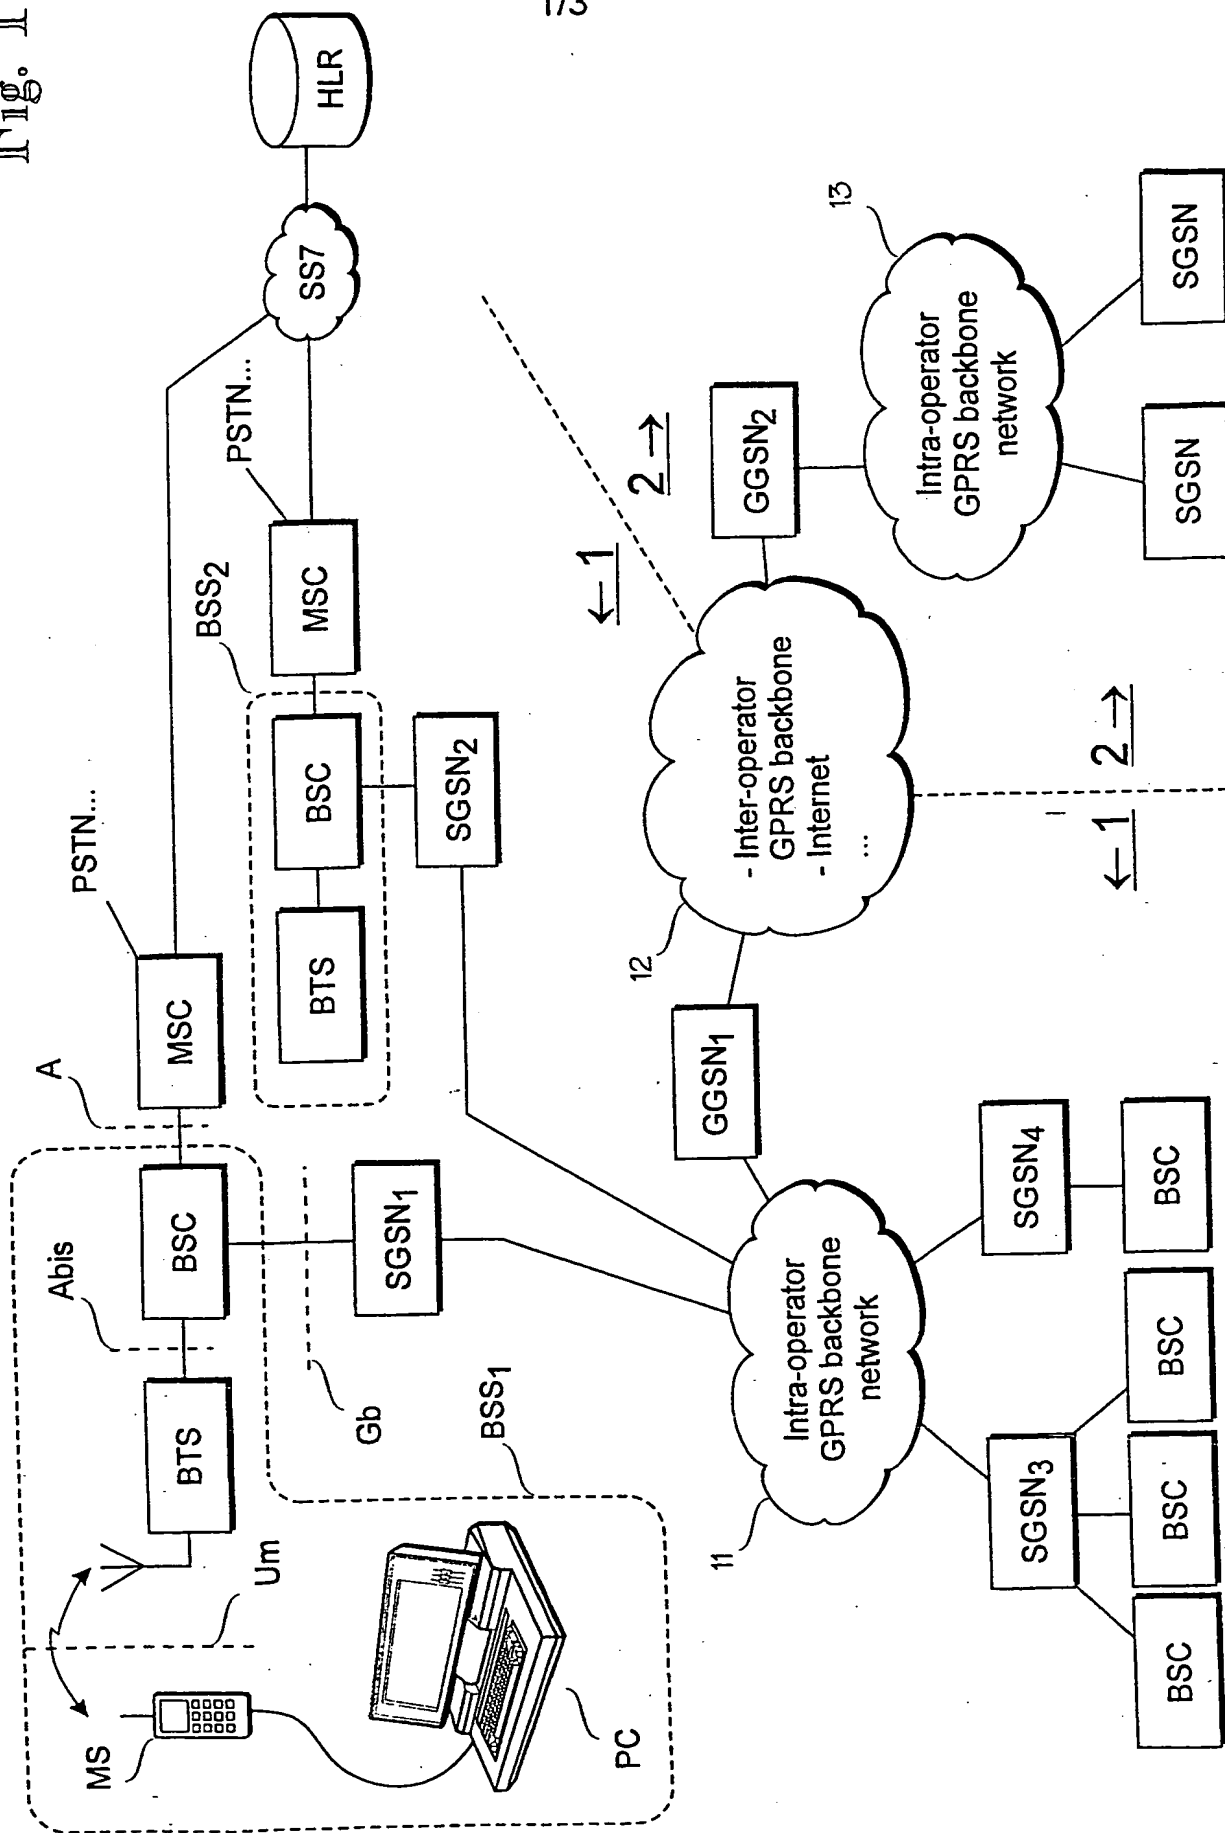 Fig. 1
1/3
HLR
SS7
PSTN...
PSTN...
MSC
A
BSC
Abis
BTS
Um
MS
PC
BSS1
Gb
SGSN1
BSS2
MSC
BSC
BTS
SGSN2
← 1
2 →
12
- Inter-operator
GPRS backbone
- Internet
...
GGSN1
GGSN2
13
Intra-operator
GPRS backbone
network
SGSN
SGSN
← 1
2 →
11
Intra-operator
GPRS backbone
network
SGSN3
SGSN4
BSC
BSC
BSC
BSC